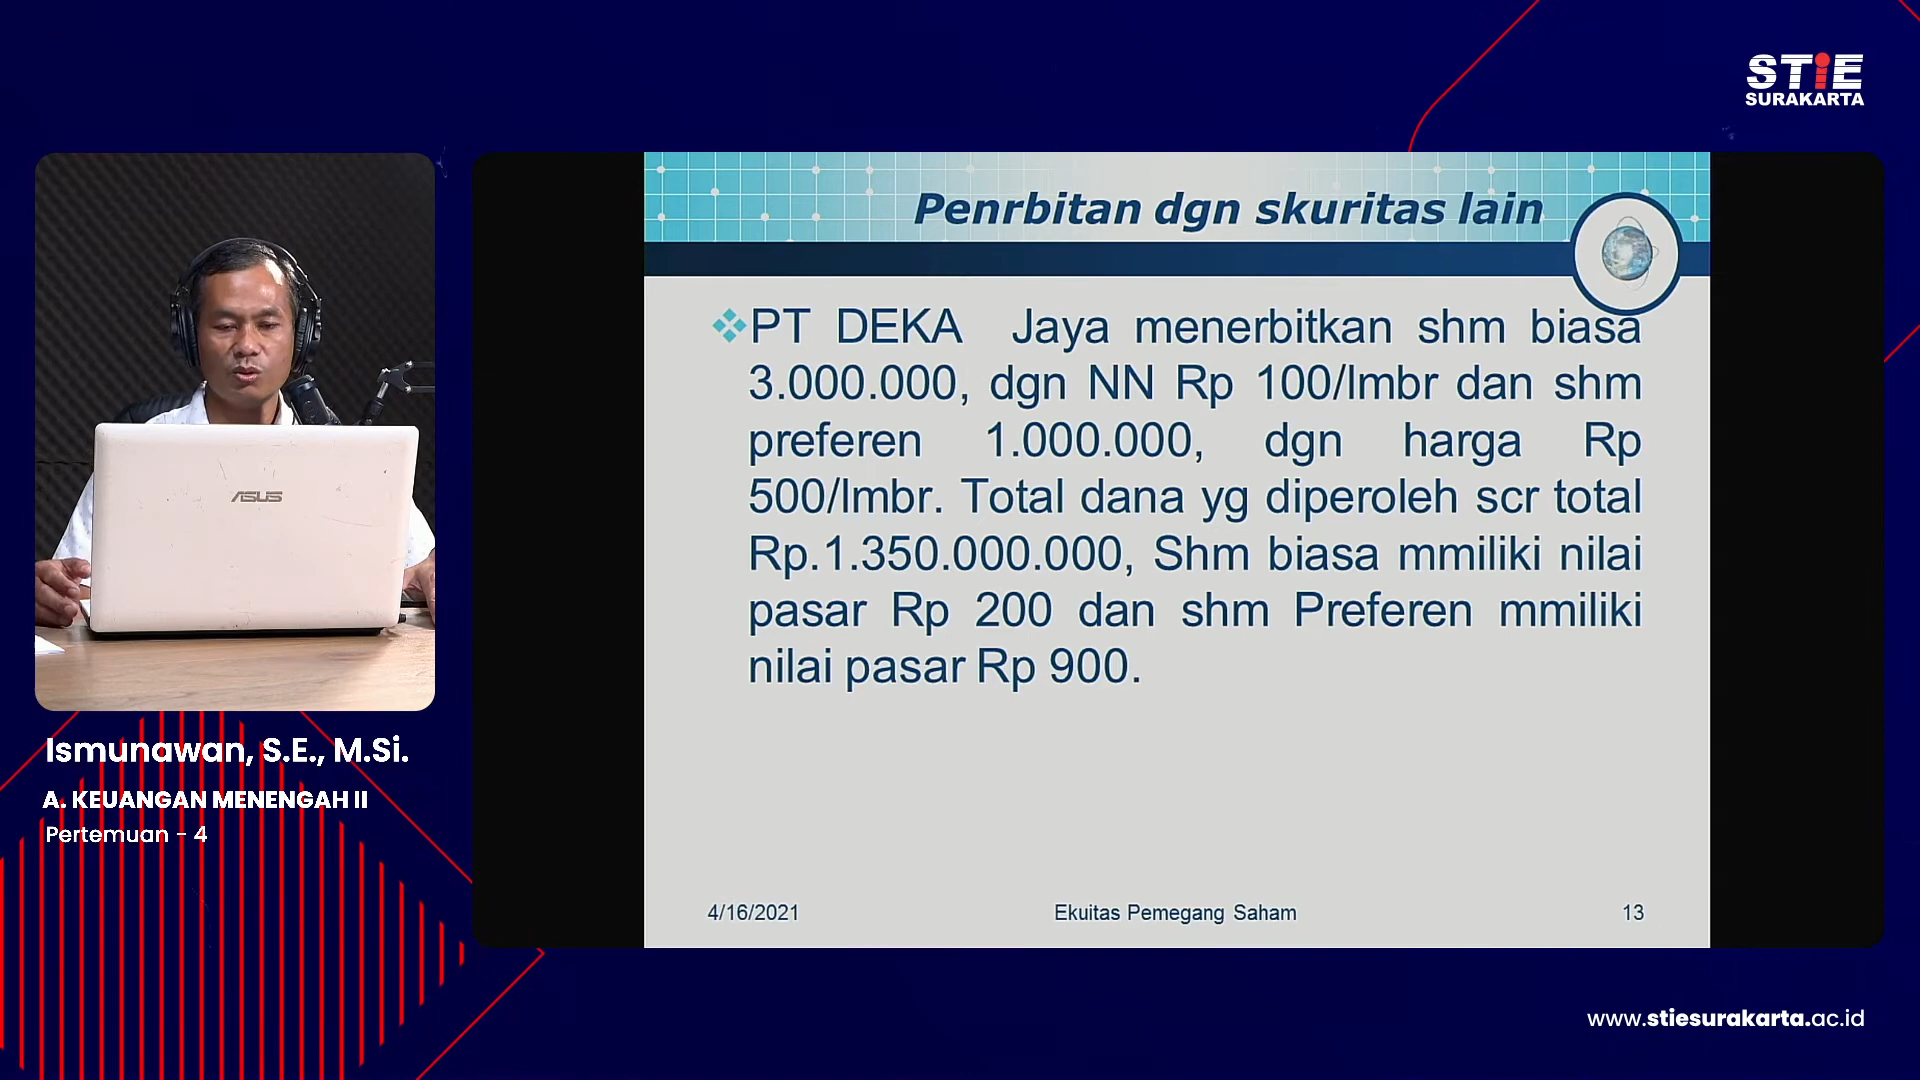 STiE
SURAKARTA
Penrbitan dgn skuritas lain
PT DEKA Jaya menerbitkan shm biasa
3.000.000, dgn NN Rp 100/lmbr dan shm
preferen 1.000.000, dgn harga Rp
500/lmbr. Total dana yg diperoleh scr total
Rp.1.350.000.000, Shm biasa mmiliki nilai
pasar Rp 200 dan shm Preferen mmiliki
nilai pasar Rp 900.
4/16/2021
Ekuitas Pemegang Saham
13
ASUS
Ismunawan, S.E., M.Si.
A. KEUANGAN MENENGAH II
Pertemuan - 4
www.stiesurakarta.ac.id